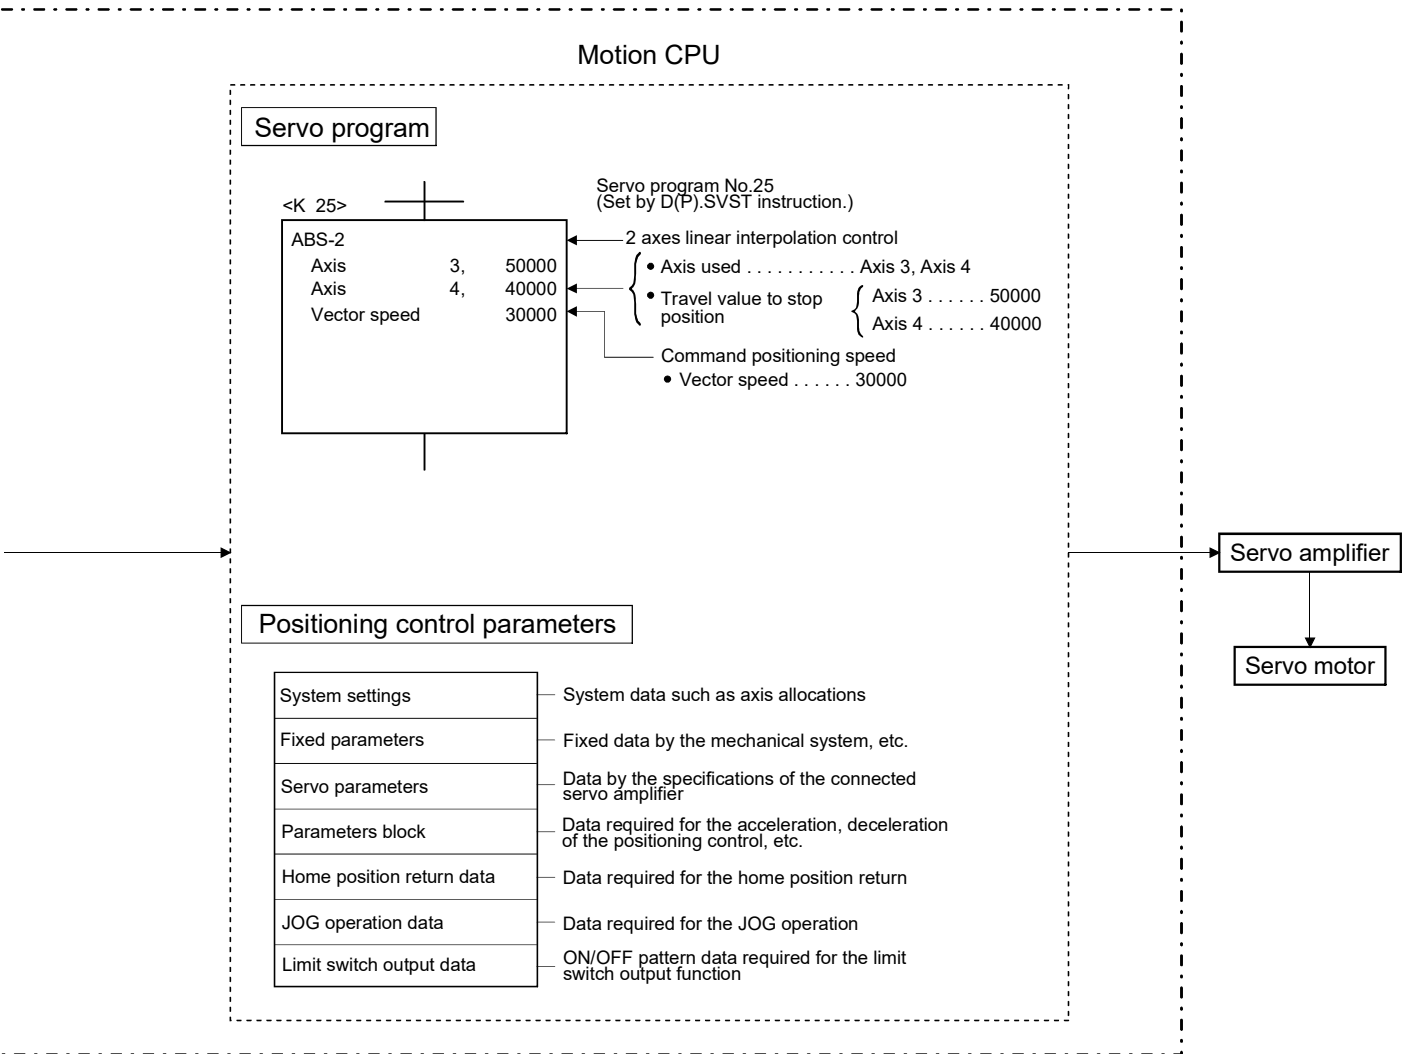 Motion CPU
Servo program
<K 25>
Servo program No.25
(Set by D(P).SVST instruction.)
ABS-2
Axis 3, 50000
Axis 4, 40000
Vector speed 30000
2 axes linear interpolation control
• Axis used . . . . . . . . . . . Axis 3, Axis 4
• Travel value to stop
position
Axis 3 . . . . . . 50000
Axis 4 . . . . . . 40000
Command positioning speed
• Vector speed . . . . . . 30000
Servo amplifier
Servo motor
Positioning control parameters
System settings
System data such as axis allocations
Fixed parameters
Fixed data by the mechanical system, etc.
Servo parameters
Data by the specifications of the connected
servo amplifier
Parameters block
Data required for the acceleration, deceleration
of the positioning control, etc.
Home position return data
Data required for the home position return
JOG operation data
Data required for the JOG operation
Limit switch output data
ON/OFF pattern data required for the limit
switch output function